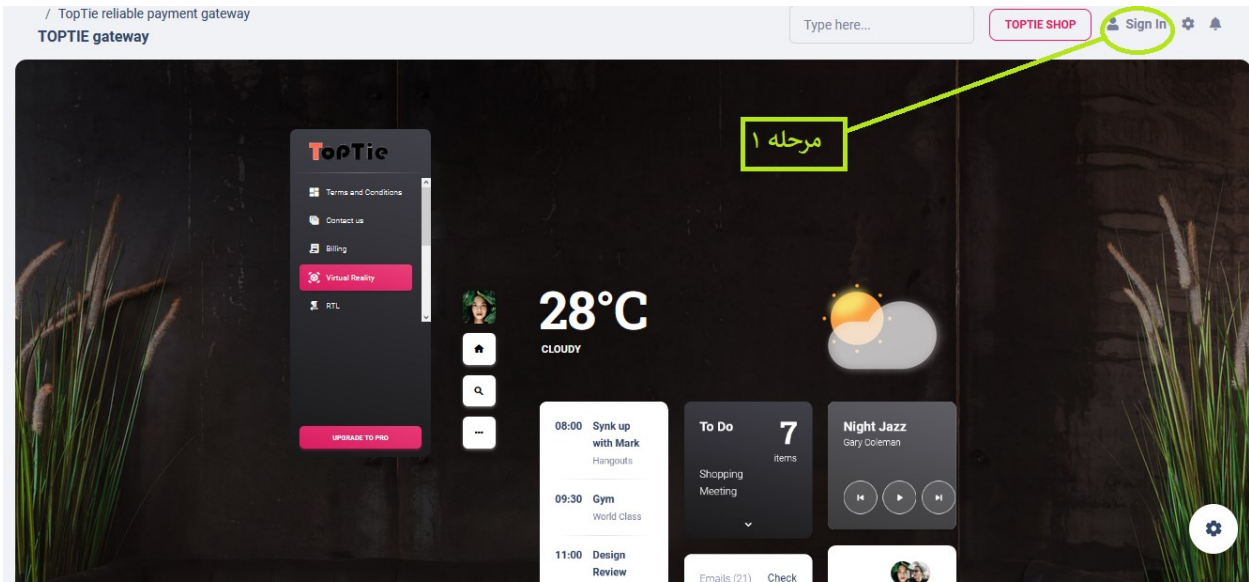 / TopTie reliable payment gateway
TOPTIE gateway
Type here...
TOPTIE SHOP
Sign In
مرحله ۱
TopTie
Terms and Conditions
Contact us
Billing
Virtual Reality
RTL
UPGRADE TO PRO
28°C
CLOUDY
08:00 Synk up
with Mark
Hangouts
09:30 Gym
World Class
11:00 Design
Review
To Do 7
items
Shopping
Meeting
Night Jazz
Gary Coleman
Emails (21) Check